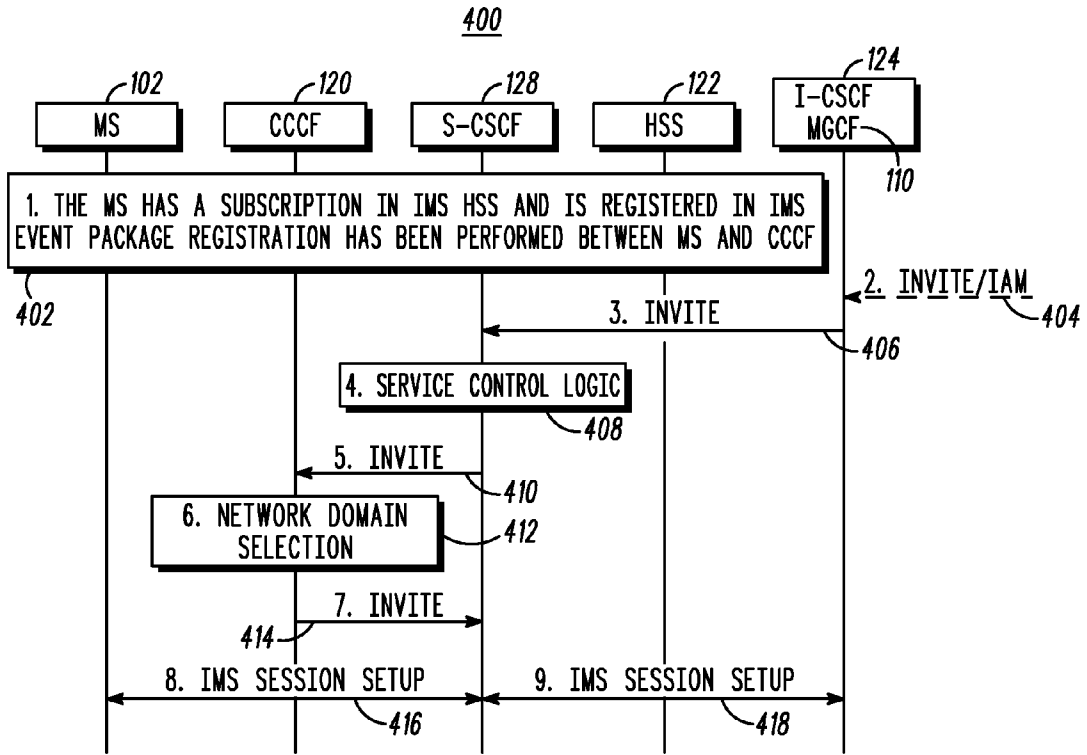 400
102
120
128
122
124
MS
CCCF
S-CSCF
HSS
I-CSCF
MGCF
110
1. THE MS HAS A SUBSCRIPTION IN IMS HSS AND IS REGISTERED IN IMS
EVENT PACKAGE REGISTRATION HAS BEEN PERFORMED BETWEEN MS AND CCCF
402
2. INVITE/IAM
404
3. INVITE
406
4. SERVICE CONTROL LOGIC
408
5. INVITE
410
6. NETWORK DOMAIN
SELECTION
412
7. INVITE
414
8. IMS SESSION SETUP
416
9. IMS SESSION SETUP
418